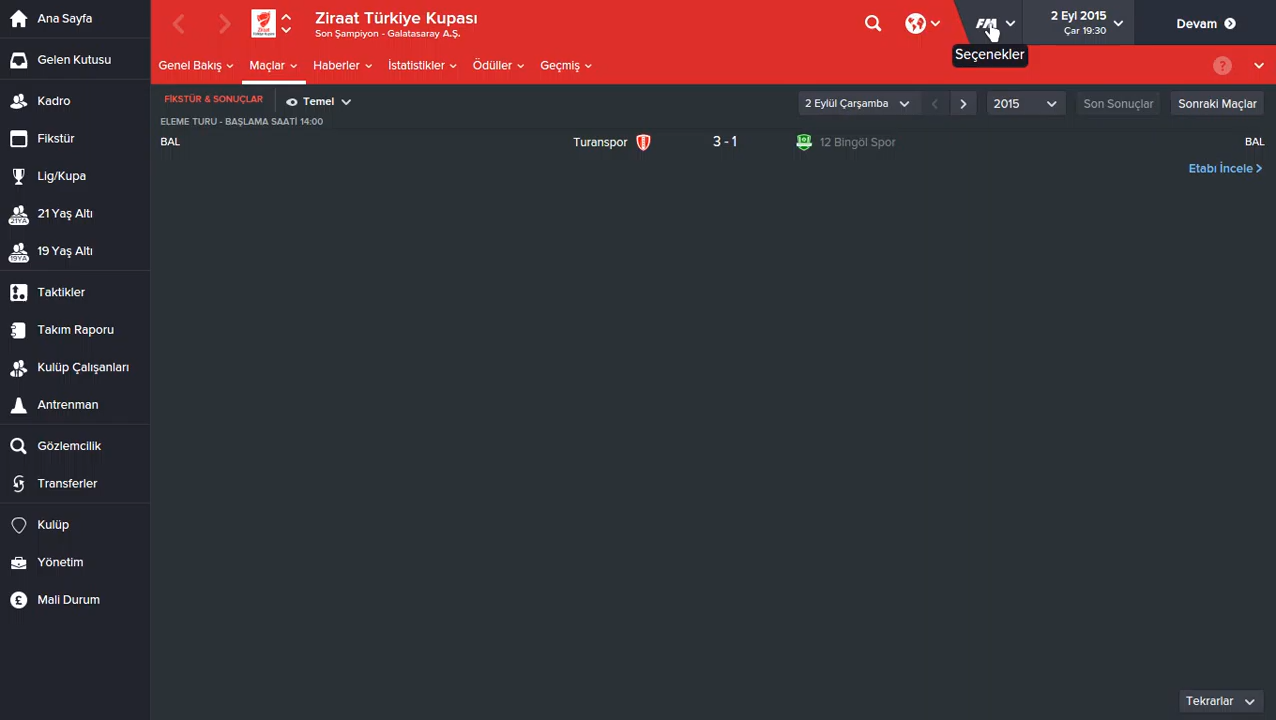 Ana Sayfa
Gelen Kutusu
Kadro
Fikstür
Lig/Kupa
21 Yaş Altı
19 Yaş Altı
Taktikler
Takım Raporu
Kulüp Çalışanları
Antrenman
Gözlemcilik
Transferler
Kulüp
Yönetim
Mali Durum
Ziraat Türkiye Kupası
Son Şampiyon - Galatasaray A.Ş.
FM
2 Eyl 2015
Çar 19:30
Devam
Seçenekler
Genel Bakış Maçlar Haberler İstatistikler Ödüller Geçmiş
FİKSTÜR & SONUÇLAR Temel 2 Eylül Çarşamba 2015 Son Sonuçlar Sonraki Maçlar
ELEME TURU - BAŞLAMA SAATİ 14:00
BAL Turanspor 3 - 1 12 Bingöl Spor BAL
Etabı İncele
Tekrarlar